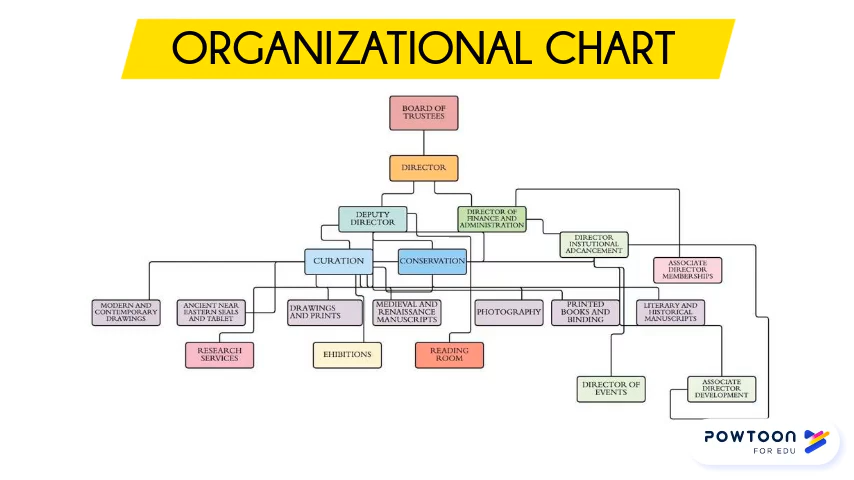 ORGANIZATIONAL CHART
BOARD OF
TRUSTEES
DIRECTOR
DEPUTY
DIRECTOR
DIRECTOR OF
FINANCE AND
ADMINISTRATION
DIRECTOR
INSTUTIONAL
ADCANCEMENT
CURATION
CONSERVATION
ASSOCIATE
DIRECTOR
MEMBERSHIPS
MODERN AND
CONTEMPORARY
DRAWINGS
ANCIENT NEAR
EASTERN SEALS
AND TABLET
DRAWINGS
AND PRINTS
MEDIEVAL AND
RENAISSANCE
MANUSCRIPTS
PHOTOGRAPHY
PRINTED
BOOKS AND
BINDING
LITERARY AND
HISTORICAL
MANUSCRIPTS
RESEARCH
SERVICES
EHIBITIONS
READING
ROOM
DIRECTOR OF
EVENTS
ASSOCIATE
DIRECTOR
DEVELOPMENT
POWTOON
FOR EDU